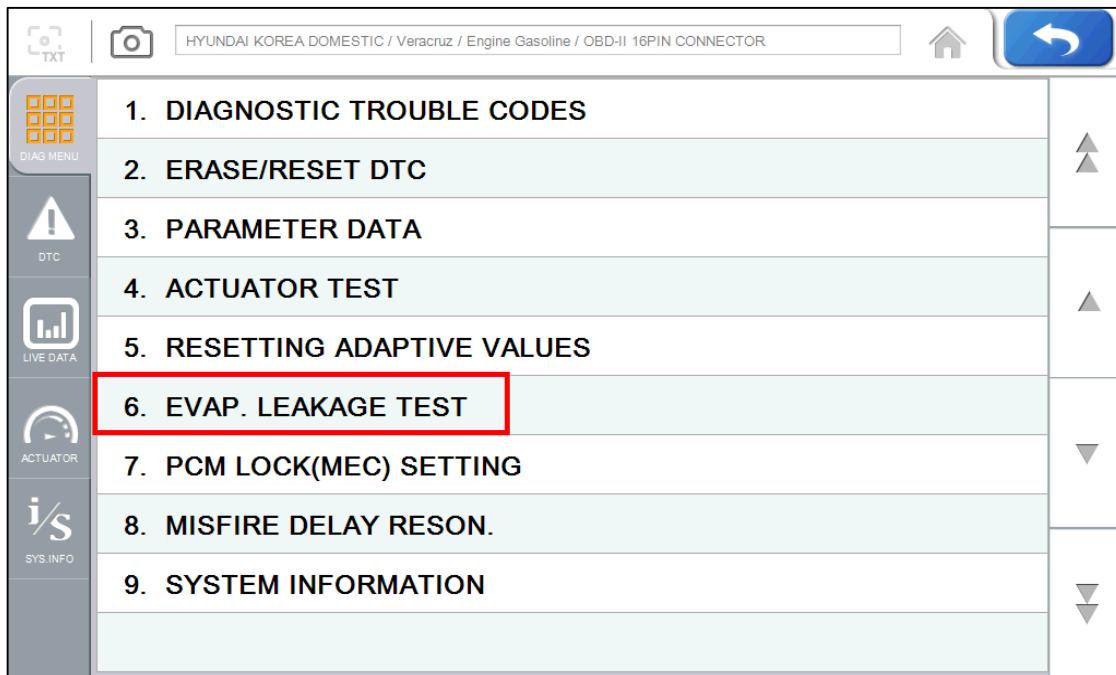 TXT
HYUNDAI KOREA DOMESTIC / Veracruz / Engine Gasoline / OBD-II 16PIN CONNECTOR
DIAG MENU
DTC
LIVE DATA
ACTUATOR
i/S
SYS.INFO
1. DIAGNOSTIC TROUBLE CODES
2. ERASE/RESET DTC
3. PARAMETER DATA
4. ACTUATOR TEST
5. RESETTING ADAPTIVE VALUES
6. EVAP. LEAKAGE TEST
7. PCM LOCK(MEC) SETTING
8. MISFIRE DELAY RESON.
9. SYSTEM INFORMATION